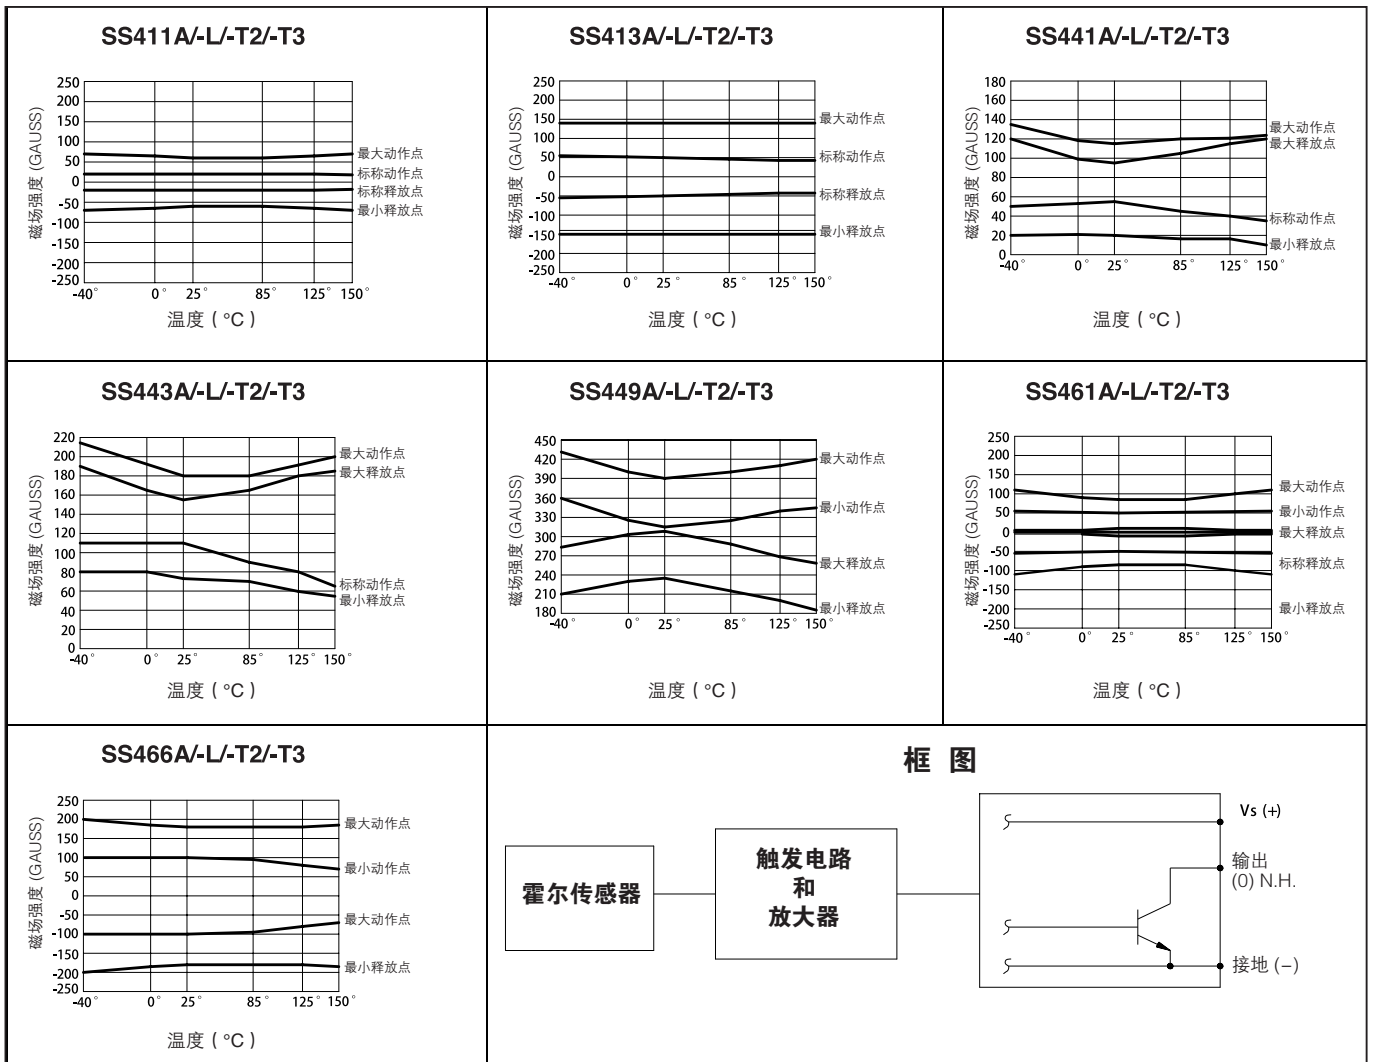 SS411A/-L/-T2/-T3
磁场强度 (GAUSS)
250
200
150
100
50
0
-50
-100
-150
-200
-250
最大动作点
标称动作点
标称释放点
最小释放点
-40° 0° 25° 85° 125° 150°
温度 ( °C )
SS413A/-L/-T2/-T3
磁场强度 (GAUSS)
250
200
150
100
50
0
-50
-100
-150
-200
-250
最大动作点
标称动作点
标称释放点
最小释放点
-40° 0° 25° 85° 125° 150°
温度 ( °C )
SS441A/-L/-T2/-T3
磁场强度 (GAUSS)
180
160
140
120
100
80
60
40
20
0
最大动作点
最大释放点
标称动作点
最小释放点
-40° 0° 25° 85° 125° 150°
温度 ( °C )
SS443A/-L/-T2/-T3
磁场强度 (GAUSS)
220
200
180
160
140
120
100
80
60
40
20
0
最大动作点
最大释放点
标称动作点
最小释放点
-40° 0° 25° 85° 125° 150°
温度 ( °C )
SS449A/-L/-T2/-T3
磁场强度 (GAUSS)
450
420
390
360
330
300
270
240
210
180
最大动作点
最小动作点
最大释放点
最小释放点
-40° 0° 25° 85° 125° 150°
温度 ( °C )
SS461A/-L/-T2/-T3
磁场强度 (GAUSS)
250
200
150
100
50
0
-50
-100
-150
-200
-250
最大动作点
最小动作点
最大释放点
标称释放点
最小释放点
-40° 0° 25° 85° 125° 150°
温度 ( °C )
SS466A/-L/-T2/-T3
磁场强度 (GAUSS)
250
200
150
100
50
0
-50
-100
-150
-200
-250
最大动作点
最小动作点
最大动作点
最小释放点
-40° 0° 25° 85° 125° 150°
温度 ( °C )
框 图
霍尔传感器
触发电路
和
放大器
Vs (+)
输出
(0) N.H.
接地 (−)